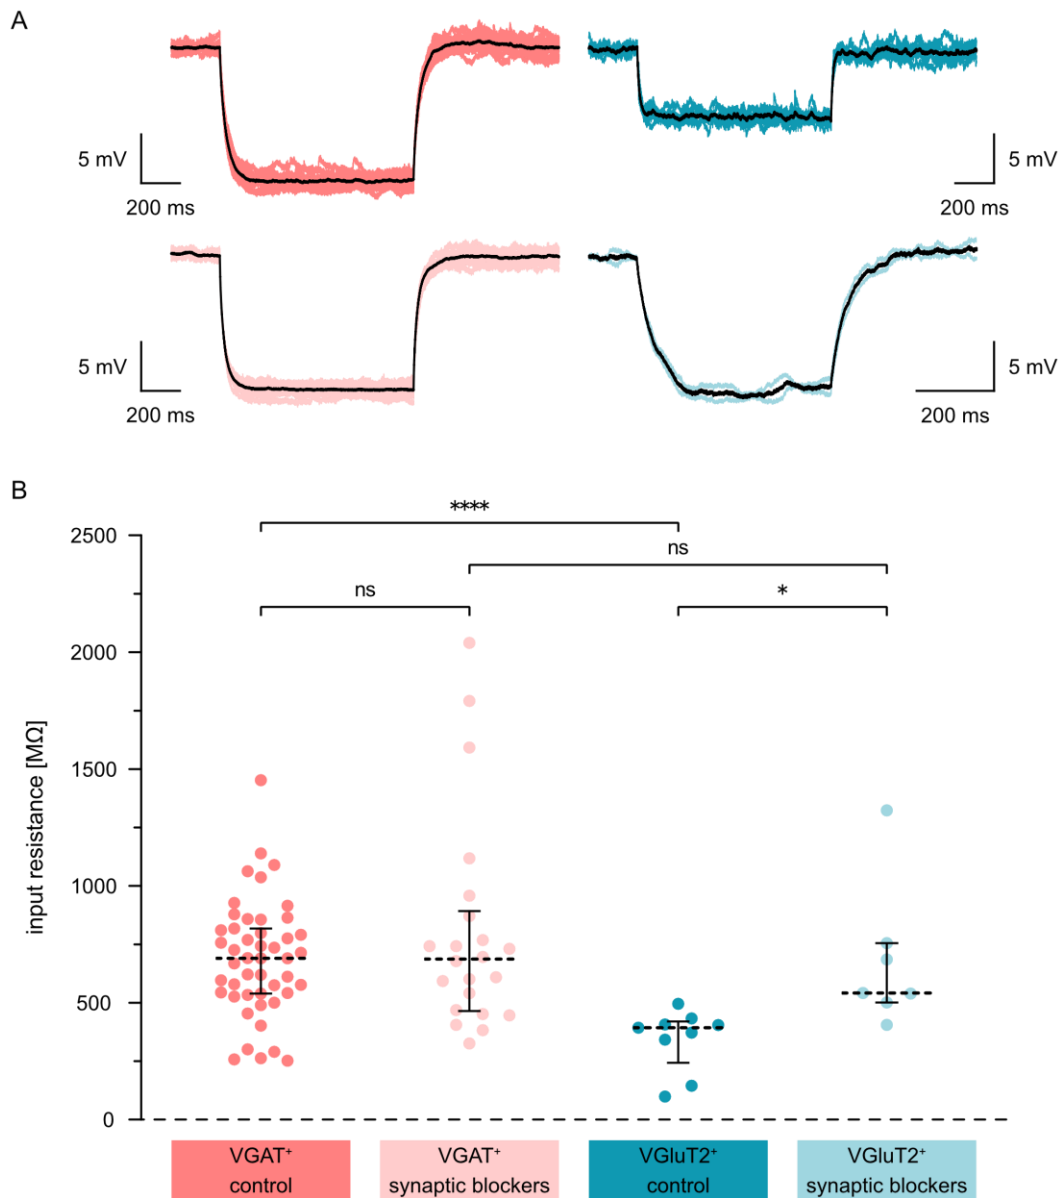 A
5 mV
200 ms
5 mV
200 ms
5 mV
200 ms
5 mV
200 ms
B
****
ns
ns
*
2500
2000
1500
1000
500
0
input resistance [MΩ]
VGAT⁺
control
VGAT⁺
synaptic blockers
VGluT2⁺
control
VGluT2⁺
synaptic blockers